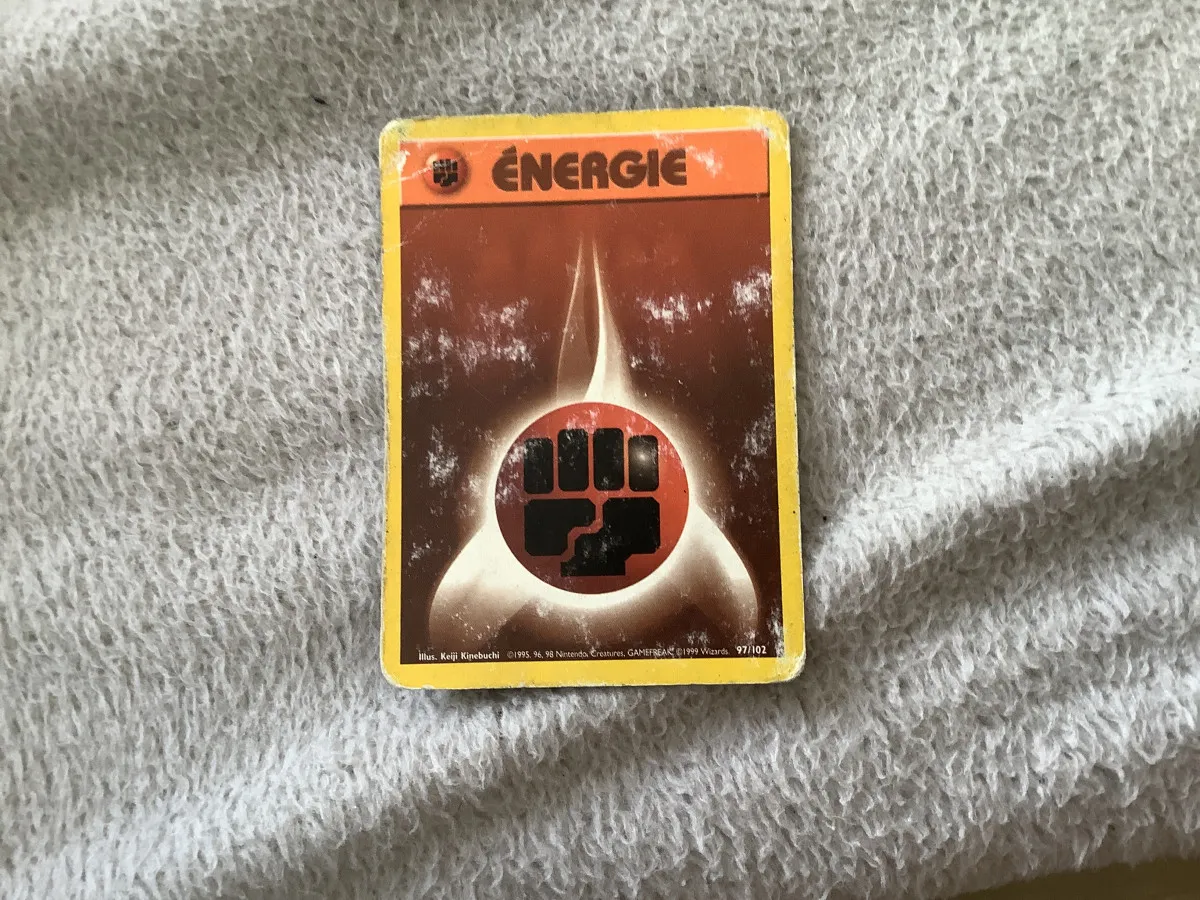 ÉNERGIE
Illus. Keiji Kinebuchi ©1995, 96, 98 Nintendo, Creatures, GAMEFREAK. ©1999 Wizards. 97/102